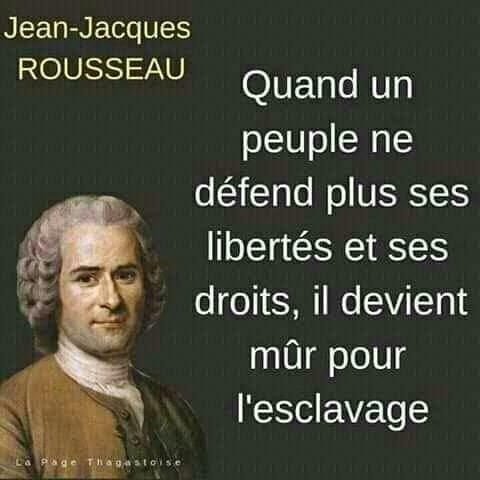 Jean-Jacques
ROUSSEAU
Quand un
peuple ne
défend plus ses
libertés et ses
droits, il devient
mûr pour
l'esclavage
La Page Thagastoise